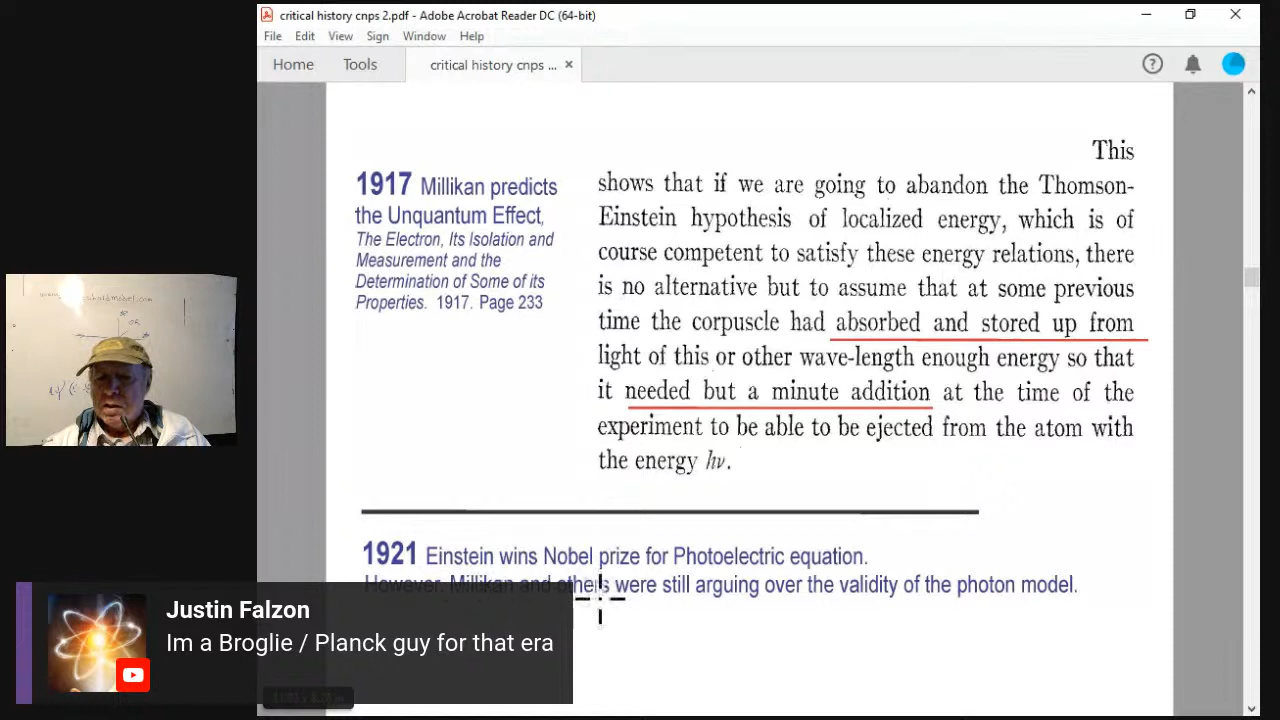 critical history cnps 2.pdf - Adobe Acrobat Reader DC (64-bit)
File Edit View Sign Window Help
Home Tools critical history cnps ... ×
This
1917 Millikan predicts
the Unquantum Effect,
The Electron, Its Isolation and
Measurement and the
Determination of Some of its
Properties. 1917. Page 233
shows that if we are going to abandon the Thomson-
Einstein hypothesis of localized energy, which is of
course competent to satisfy these energy relations, there
is no alternative but to assume that at some previous
time the corpuscle had absorbed and stored up from
light of this or other wave-length enough energy so that
it needed but a minute addition at the time of the
experiment to be able to be ejected from the atom with
the energy hν.
1921 Einstein wins Nobel prize for Photoelectric equation.
However, Millikan and others were still arguing over the validity of the photon model.
Justin Falzon
Im a Broglie / Planck guy for that era